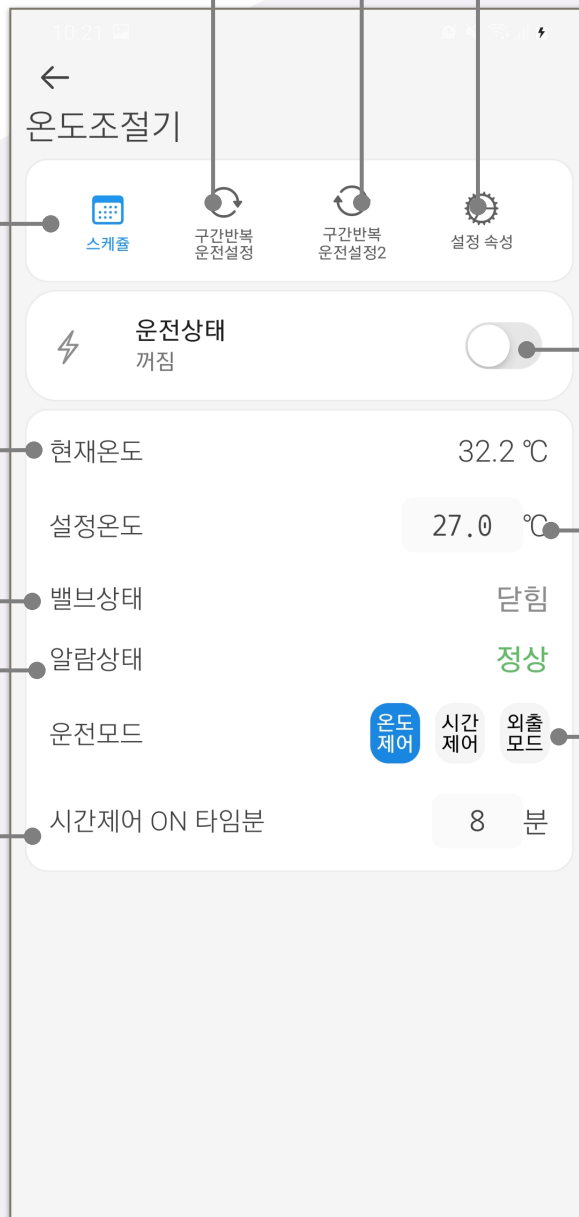 10:21
온도조절기
스케쥴
구간반복
운전설정
구간반복
운전설정2
설정 속성
운전상태
꺼짐
현재온도 32.2 ℃
설정온도 27.0 ℃
밸브상태 닫힘
알람상태 정상
운전모드
온도
제어
시간
제어
외출
모드
시간제어 ON 타임분 8 분